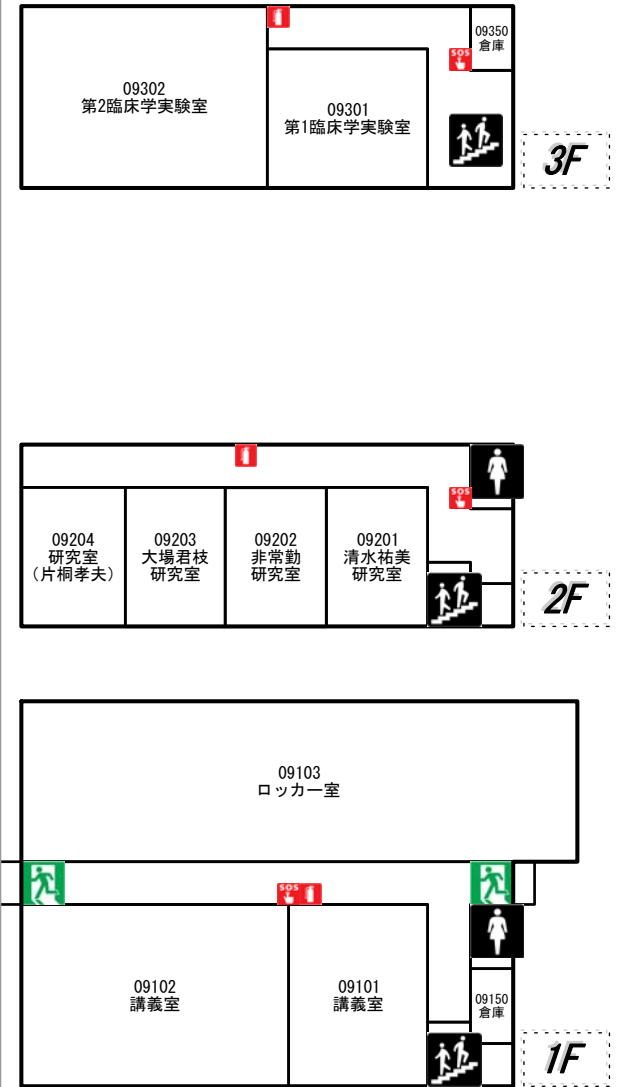 09350
倉庫
SOS
09302
第2臨床学実験室
09301
第1臨床学実験室
3F
SOS
09204
研究室
（片桐孝夫）
09203
大場君枝
研究室
09202
非常勤
研究室
09201
清水祐美
研究室
2F
09103
ロッカー室
SOS
09102
講義室
09101
講義室
09150
倉庫
1F